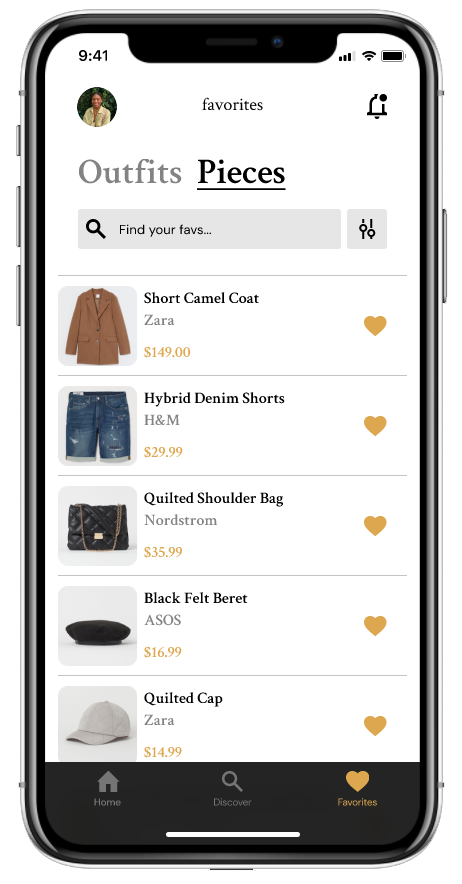 9:41
favorites
Outfits Pieces
Find your favs...
Short Camel Coat
Zara
$149.00
Hybrid Denim Shorts
H&M
$29.99
Quilted Shoulder Bag
Nordstrom
$35.99
Black Felt Beret
ASOS
$16.99
Quilted Cap
Zara
$14.99
Home Discover Favorites